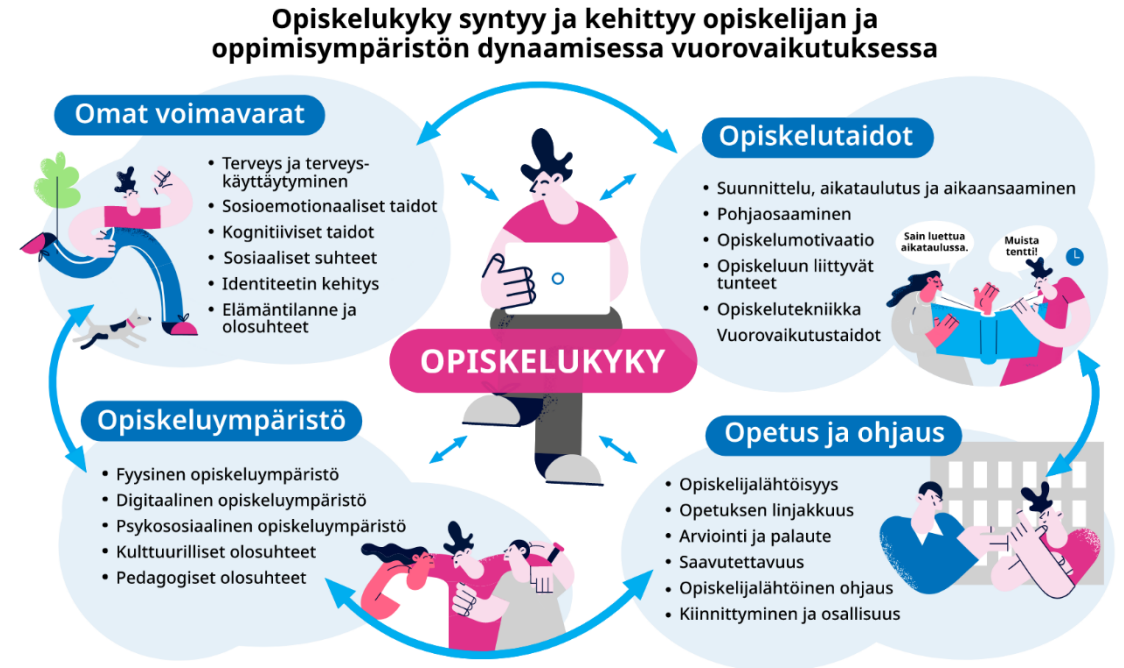 Opiskelukyky syntyy ja kehittyy opiskelijan ja
oppimisympäristön dynaamisessa vuorovaikutuksessa
Omat voimavarat
• Terveys ja terveys-
käyttäytyminen
• Sosioemotionaaliset taidot
• Kognitiiviset taidot
• Sosiaaliset suhteet
• Identiteetin kehitys
• Elämäntilanne ja
olosuhteet
Opiskelutaidot
• Suunnittelu, aikataulutus ja aikaansaaminen
• Pohjaosaaminen
• Opiskelumotivaatio
• Opiskeluun liittyvät
tunteet
• Opiskelutekniikka
Vuorovaikutustaidot
Sain luettua
aikataulussa.
Muista
tentti!
OPISKELUKYKY
Opiskeluympäristö
• Fyysinen opiskeluympäristö
• Digitaalinen opiskeluympäristö
• Psykososiaalinen opiskeluympäristö
• Kulttuurilliset olosuhteet
• Pedagogiset olosuhteet
Opetus ja ohjaus
• Opiskelijalähtöisyys
• Opetuksen linjakkuus
• Arviointi ja palaute
• Saavutettavuus
• Opiskelijalähtöinen ohjaus
• Kiinnittyminen ja osallisuus